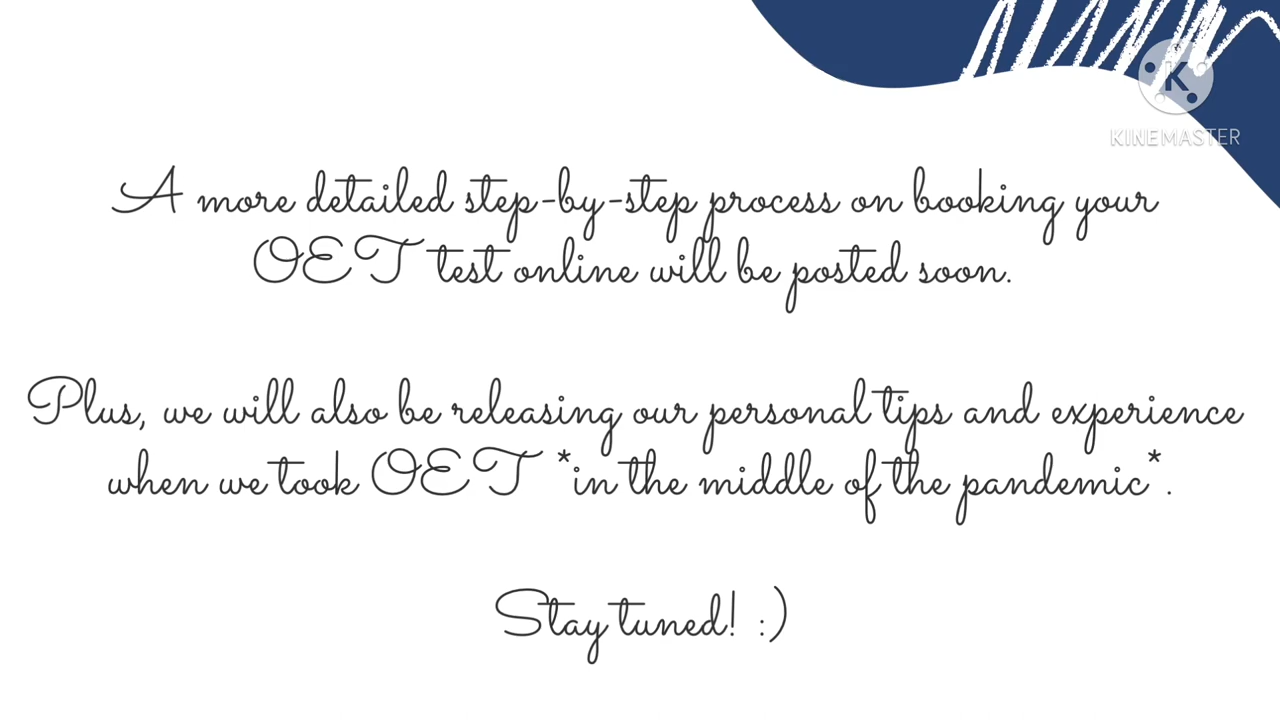 K
KINEMASTER
A more detailed step-by-step process on booking your
OET test online will be posted soon.
Plus, we will also be releasing our personal tips and experience
when we took OET *in the middle of the pandemic*.
Stay tuned! :)